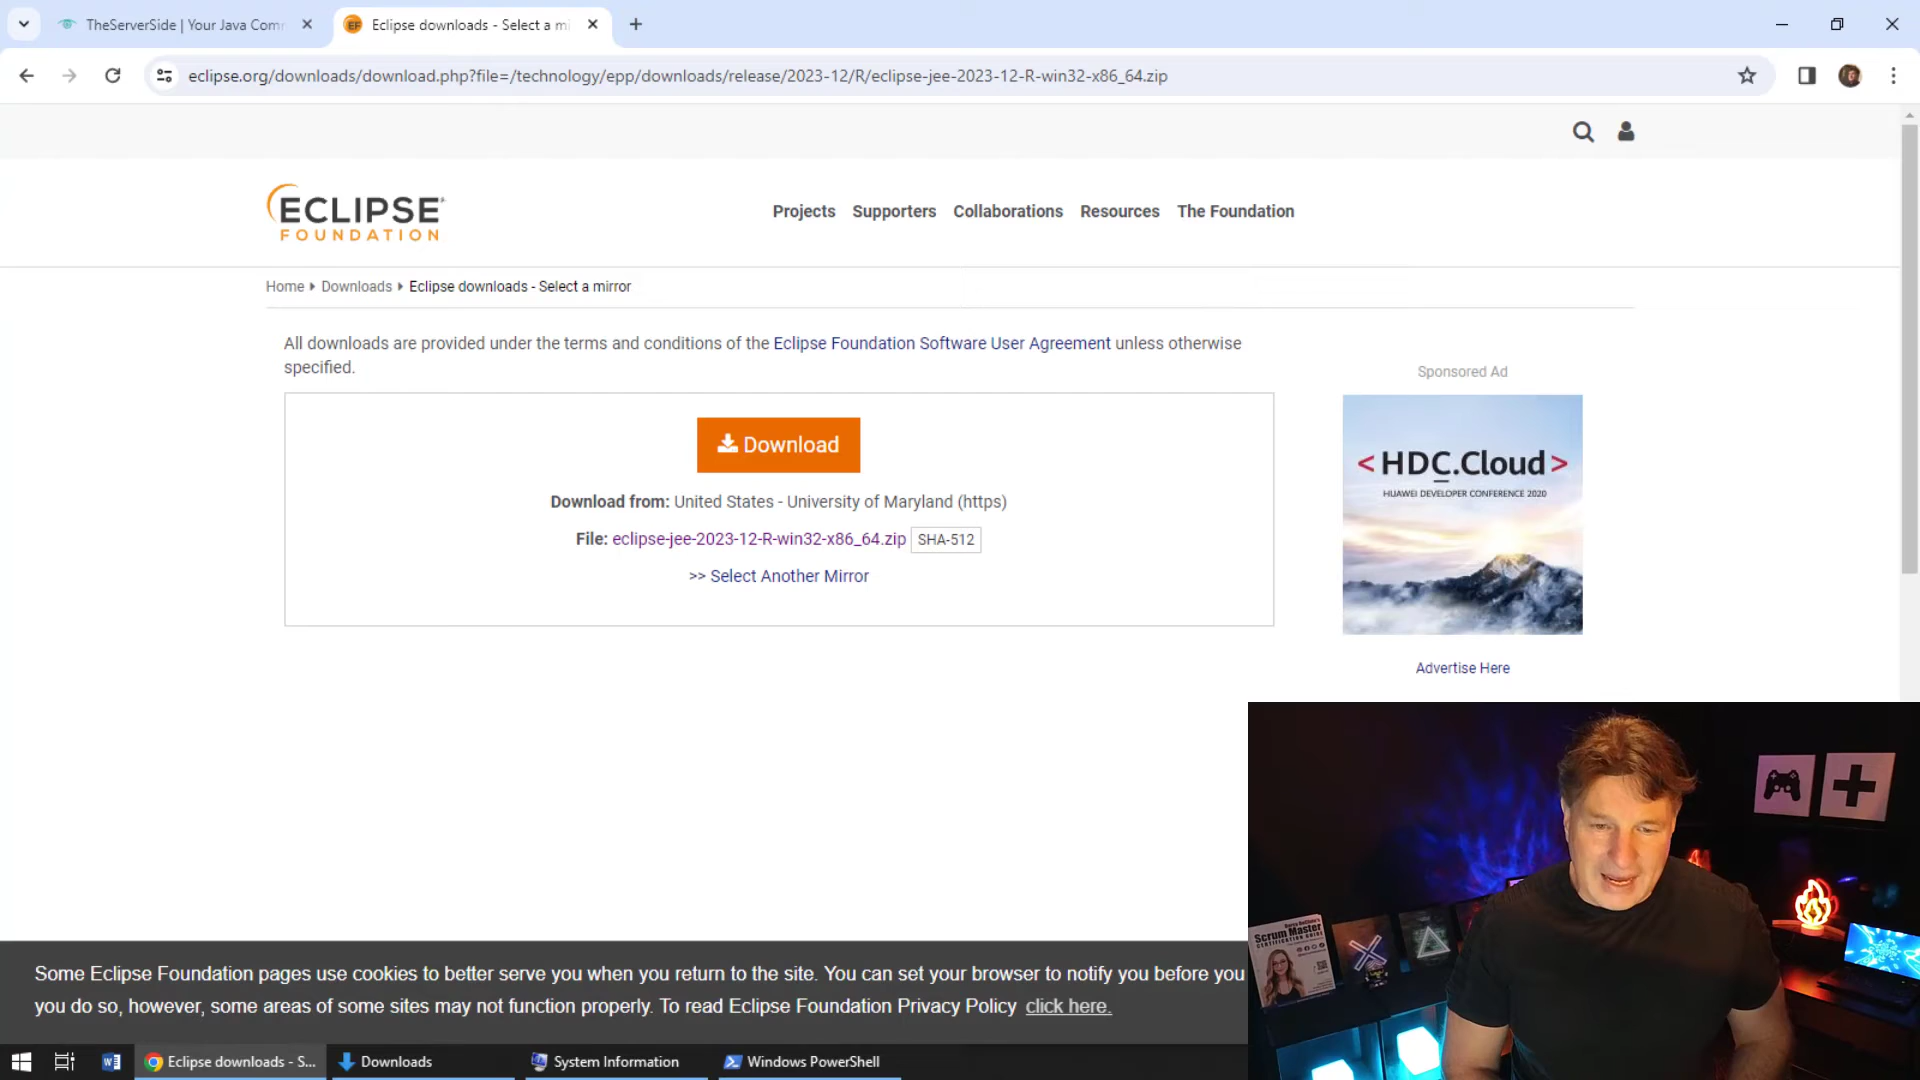 TheServerSide | Your Java Com
Eclipse downloads - Select a mi
eclipse.org/downloads/download.php?file=/technology/epp/downloads/release/2023-12/R/eclipse-jee-2023-12-R-win32-x86_64.zip
ECLIPSE
FOUNDATION
Projects Supporters Collaborations Resources The Foundation
Home Downloads Eclipse downloads - Select a mirror
All downloads are provided under the terms and conditions of the Eclipse Foundation Software User Agreement unless otherwise
specified.
Download
Download from: United States - University of Maryland (https)
File: eclipse-jee-2023-12-R-win32-x86_64.zip SHA-512
>> Select Another Mirror
Sponsored Ad
<HDC.Cloud>
HUAWEI DEVELOPER CONFERENCE 2020
Advertise Here
Scrum Master
CERTIFICATION GUIDE
Some Eclipse Foundation pages use cookies to better serve you when you return to the site. You can set your browser to notify you before you
you do so, however, some areas of some sites may not function properly. To read Eclipse Foundation Privacy Policy click here.
Eclipse downloads - S...
Downloads
System Information
Windows PowerShell